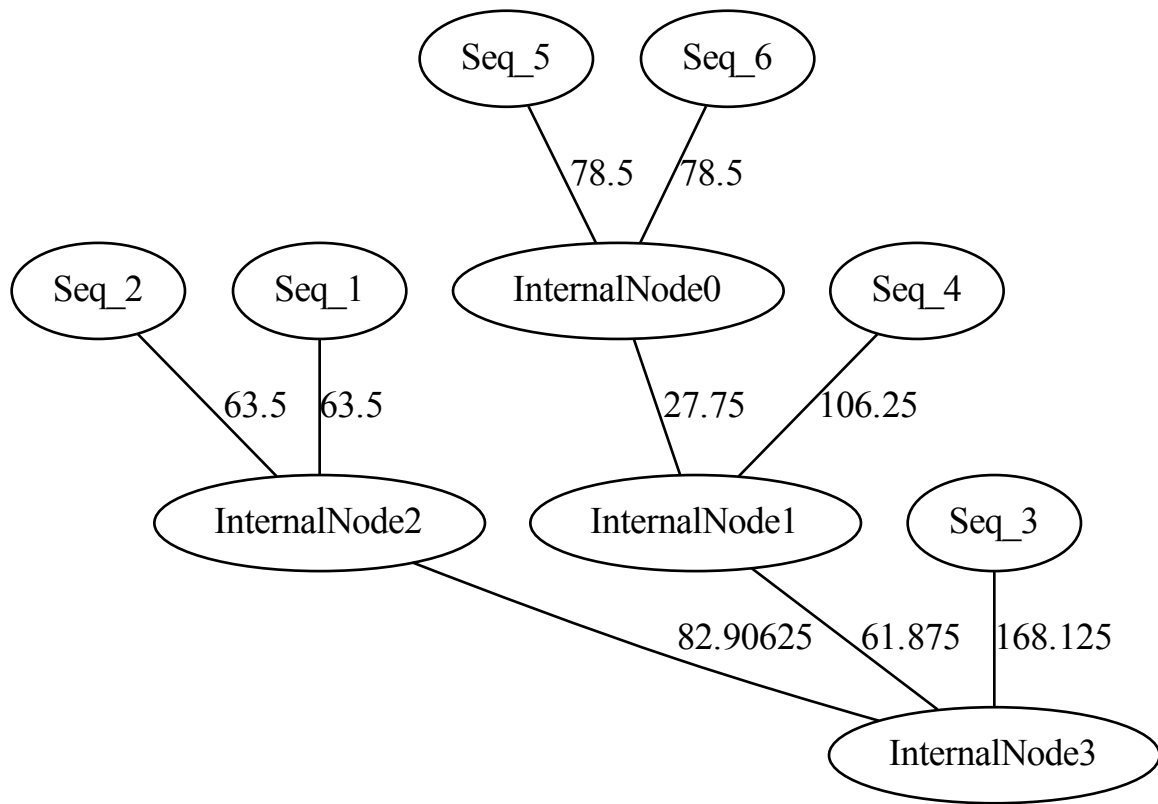 Seq_5
Seq_6
78.5
78.5
Seq_2
Seq_1
InternalNode0
Seq_4
63.5
63.5
27.75
106.25
InternalNode2
InternalNode1
Seq_3
82.90625
61.875
168.125
InternalNode3